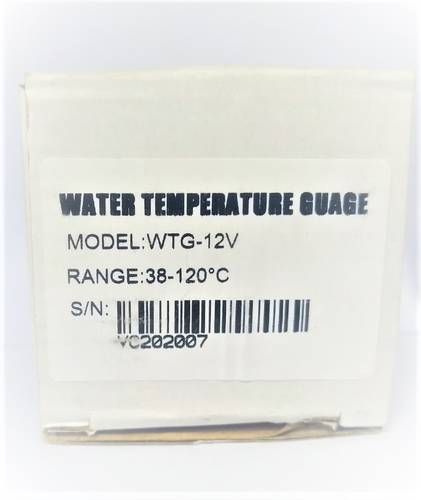 WATER TEMPERATURE GUAGE
MODEL:WTG-12V
RANGE:38-120°C
S/N:
VC202007